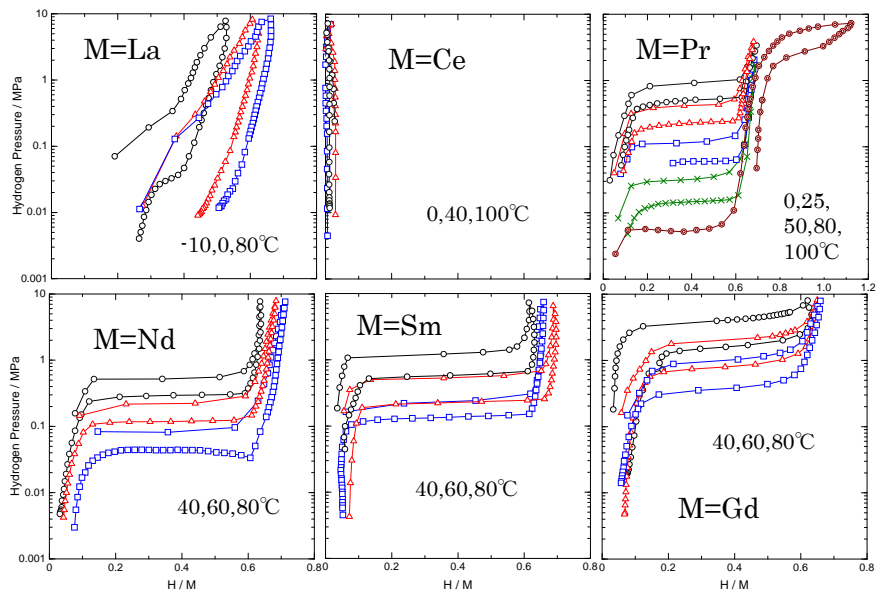 Hydrogen Pressure / MPa
10
1
0.1
0.01
0.001
M=La
-10,0,80℃
M=Ce
0,40,100℃
M=Pr
0,25,
50,80,
100℃
0 0.2 0.4 0.6 0.8 1.0 1.2
Hydrogen Pressure / MPa
10
1
0.1
0.01
0.001
M=Nd
40,60,80℃
M=Sm
40,60,80℃
40,60,80℃
M=Gd
0 0.2 0.4 0.6 0.8
0 0.2 0.4 0.6 0.8
0 0.2 0.4 0.6 0.8
H / M
H / M
H / M